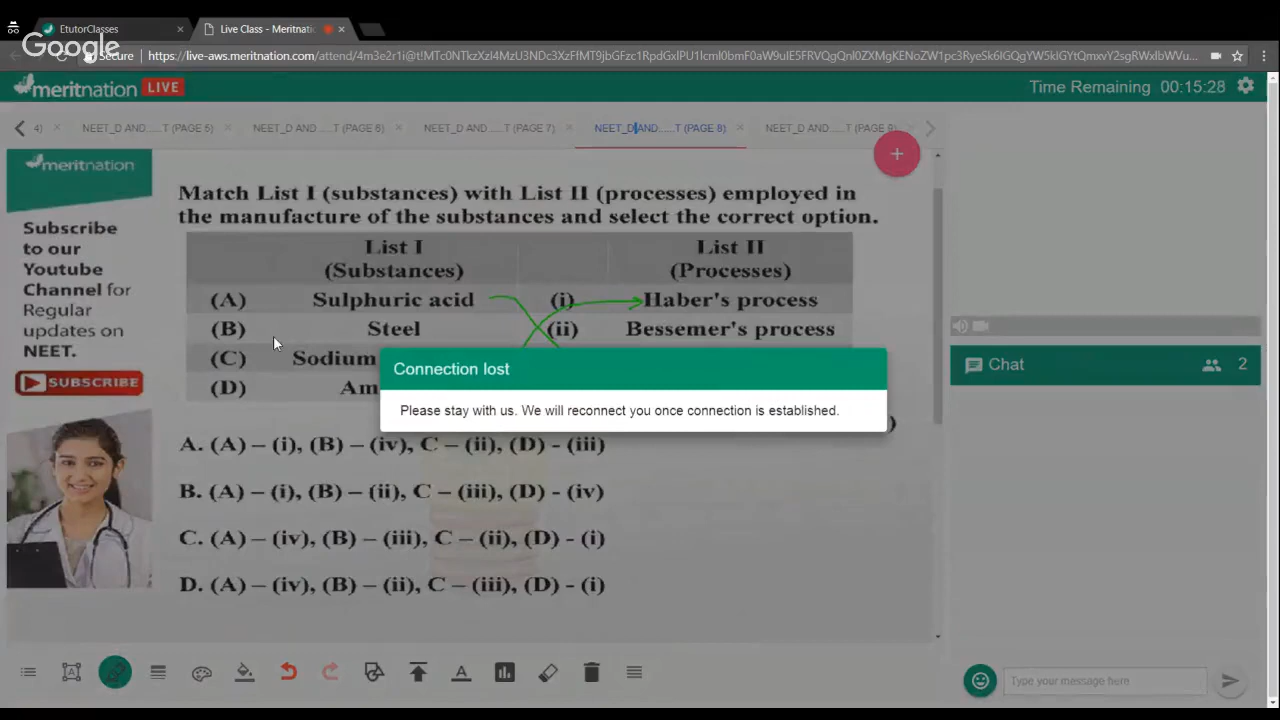 EtutorClasses
Live Class - Meritnatio
Google
Secure
https://live-aws.meritnation.com/attend/
meritnation LIVE
Time Remaining 00:15:28
4)
NEET_D AND......T (PAGE 5)
NEET_D AND......T (PAGE 6)
NEET_D AND......T (PAGE 7)
NEET_D AND......T (PAGE 8)
NEET_D AND......T (PAGE 9)
meritnation
Subscribe
to our
Youtube
Channel for
Regular
updates on
NEET.
SUBSCRIBE
Match List I (substances) with List II (processes) employed in
the manufacture of the substances and select the correct option.
List I List II
(Substances) (Processes)
(A) Sulphuric acid (i) Haber's process
(B) Steel (ii) Bessemer's process
(C) Sodium
(D) Am
)
Connection lost
Please stay with us. We will reconnect you once connection is established.
A. (A) – (i), (B) – (iv), C – (ii), (D) - (iii)
B. (A) – (i), (B) – (ii), C – (iii), (D) - (iv)
C. (A) – (iv), (B) – (iii), C – (ii), (D) - (i)
D. (A) – (iv), (B) – (ii), C – (iii), (D) - (i)
Chat 2
Type your message here